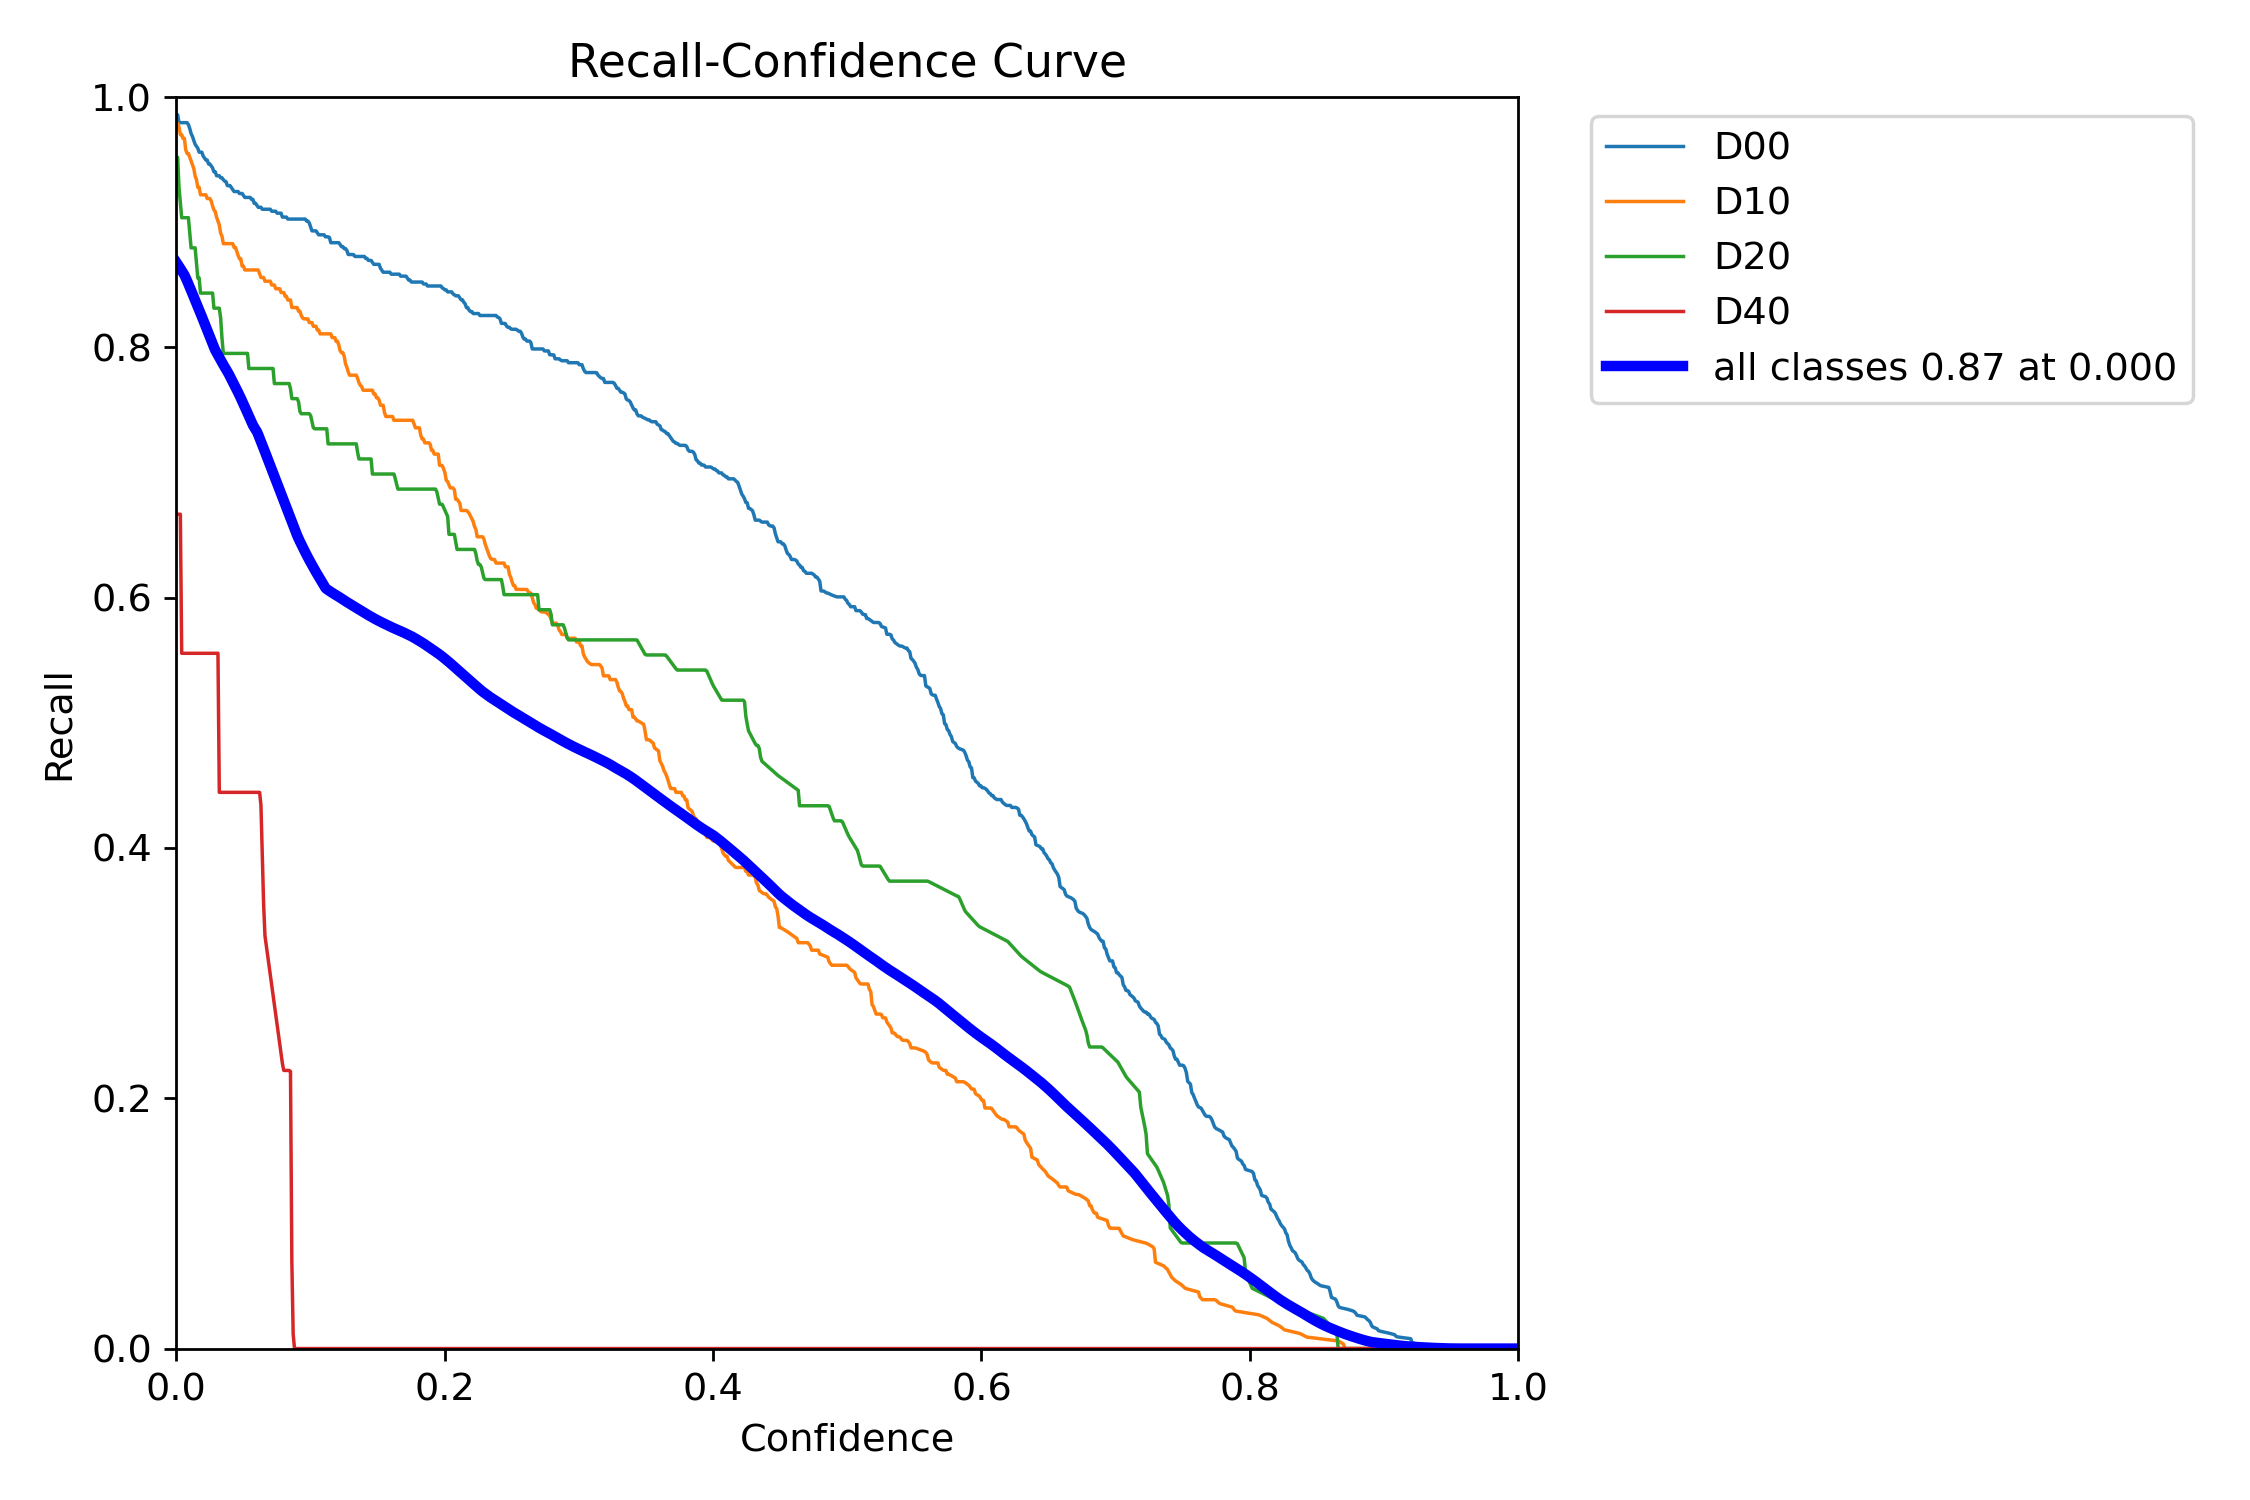 Recall-Confidence Curve
1.0
0.8
0.6
0.4
0.2
0.0
Recall
0.0 0.2 0.4 0.6 0.8 1.0
Confidence
D00
D10
D20
D40
all classes 0.87 at 0.000